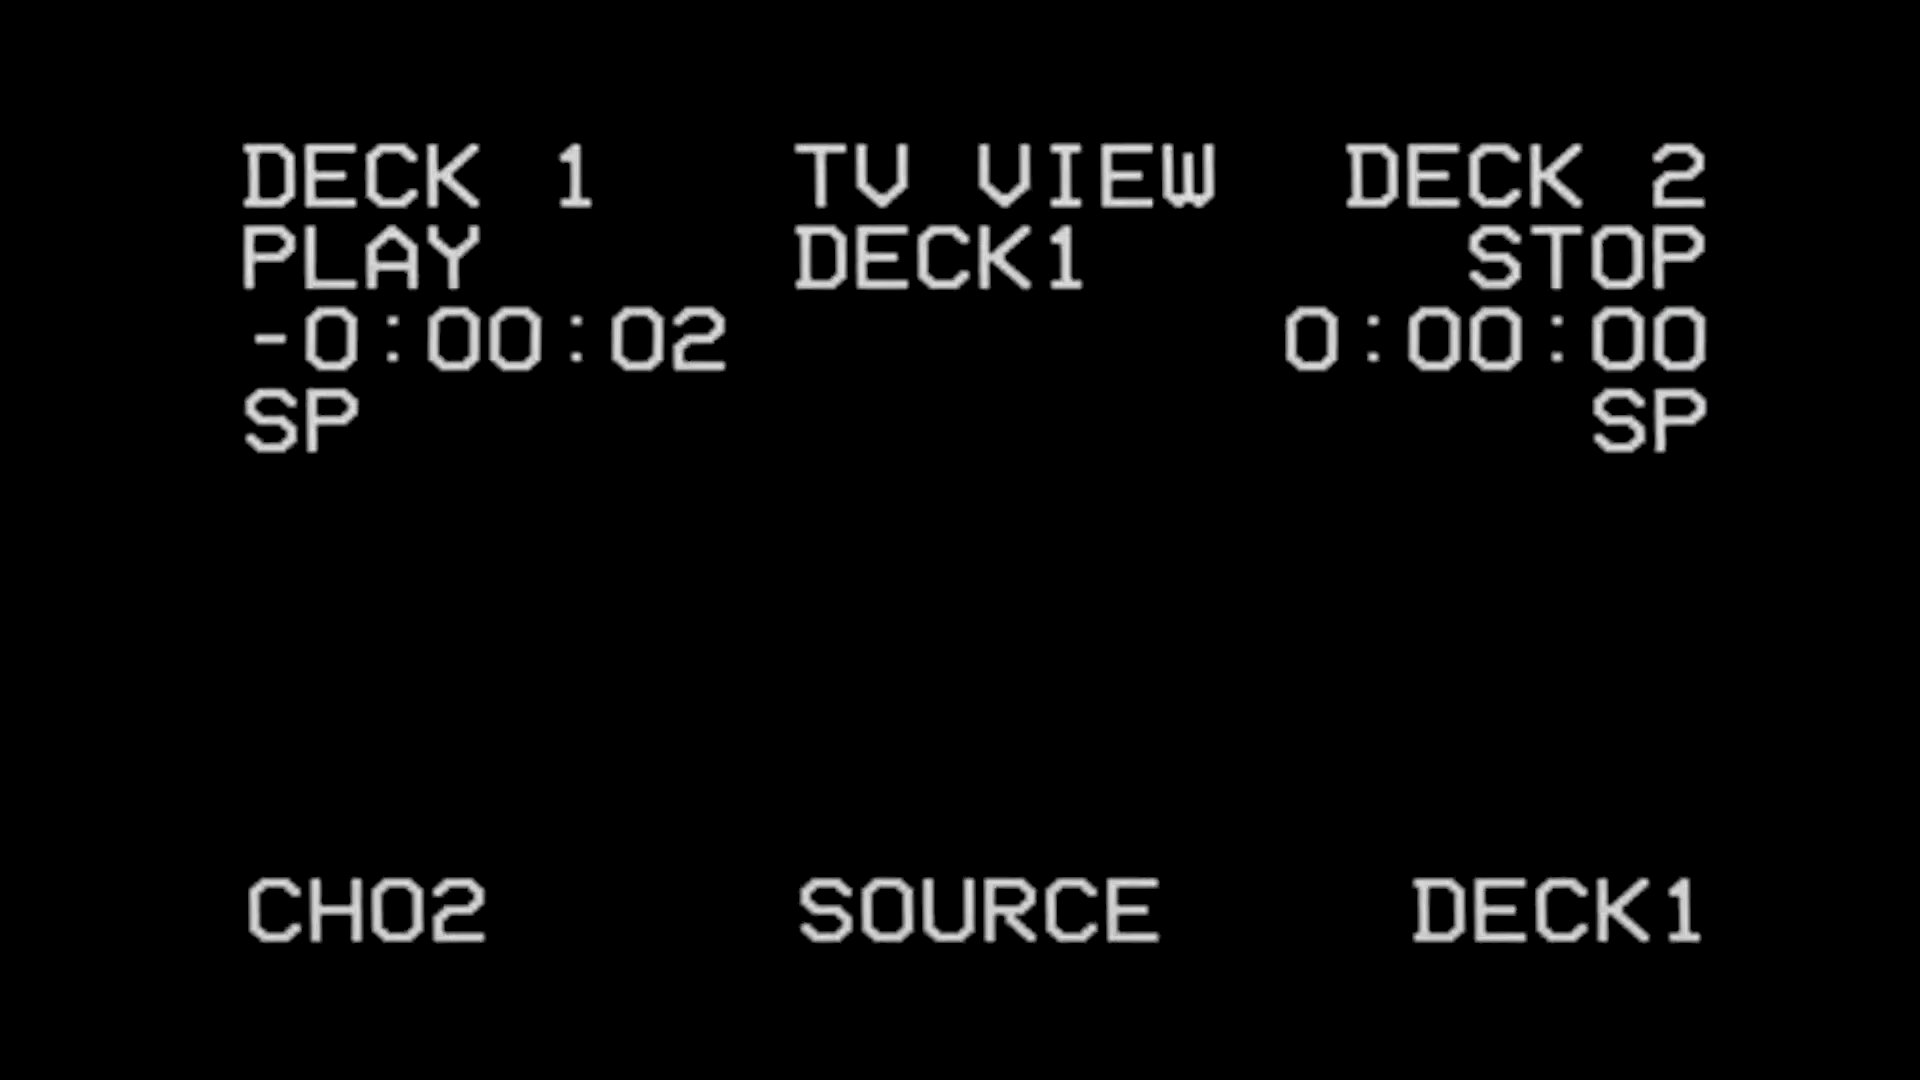 DECK 1 TV VIEW DECK 2
PLAY DECK1 STOP
-0:00:02 0:00:00
SP SP
CH02 SOURCE DECK1